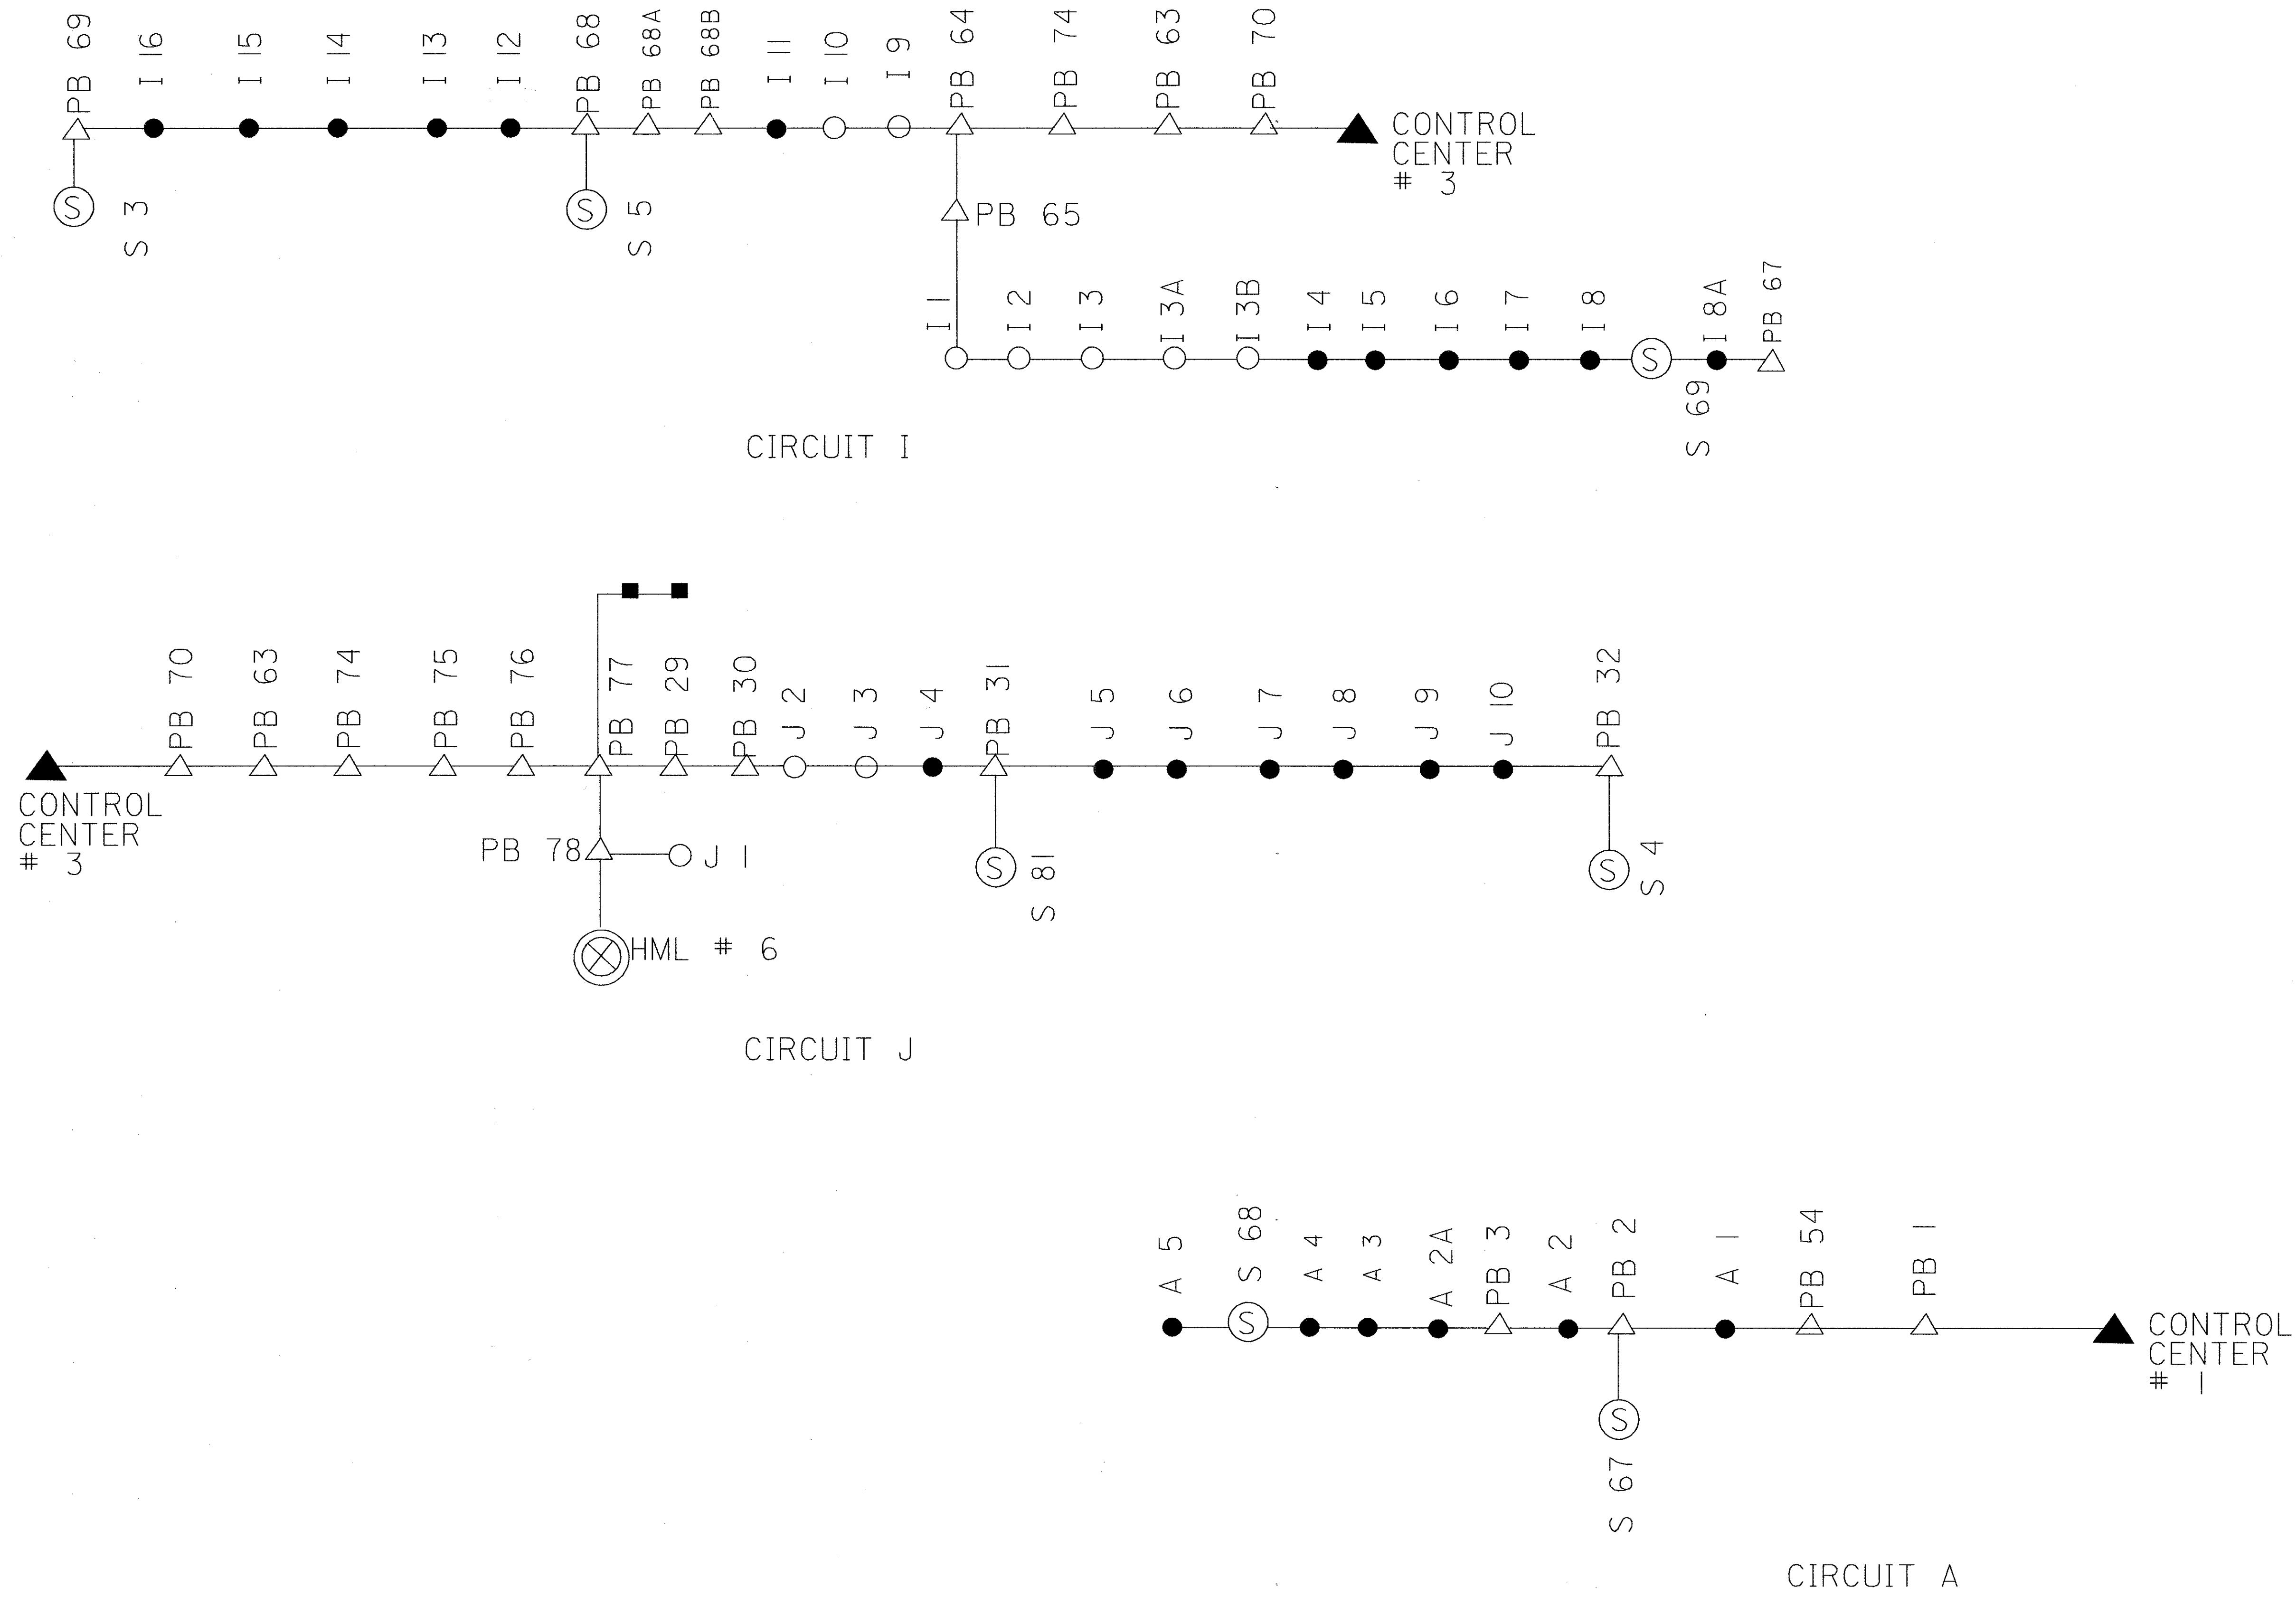 PB 69
I 16
I 15
I 14
I 13
I 12
PB 68
PB 68A
PB 68B
I 11
I 10
I 9
PB 64
PB 74
PB 63
PB 70
CONTROL
CENTER
# 3
S
S 3
S
S 5
PB 65
I 1
I 2
I 3
I 3A
I 3B
I 4
I 5
I 6
I 7
I 8
S
S 69
I 8A
PB 67
CIRCUIT I
PB 70
PB 63
PB 74
PB 75
PB 76
PB 77
PB 29
PB 30
J 2
J 3
J 4
PB 31
J 5
J 6
J 7
J 8
J 9
J 10
PB 32
CONTROL
CENTER
# 3
PB 78
J 1
S
S 81
S
S 4
HML # 6
CIRCUIT J
A 5
S
S 68
A 4
A 3
A 2A
PB 3
A 2
PB 2
A 1
PB 54
PB 1
CONTROL
CENTER
# 1
S
S 67
CIRCUIT A